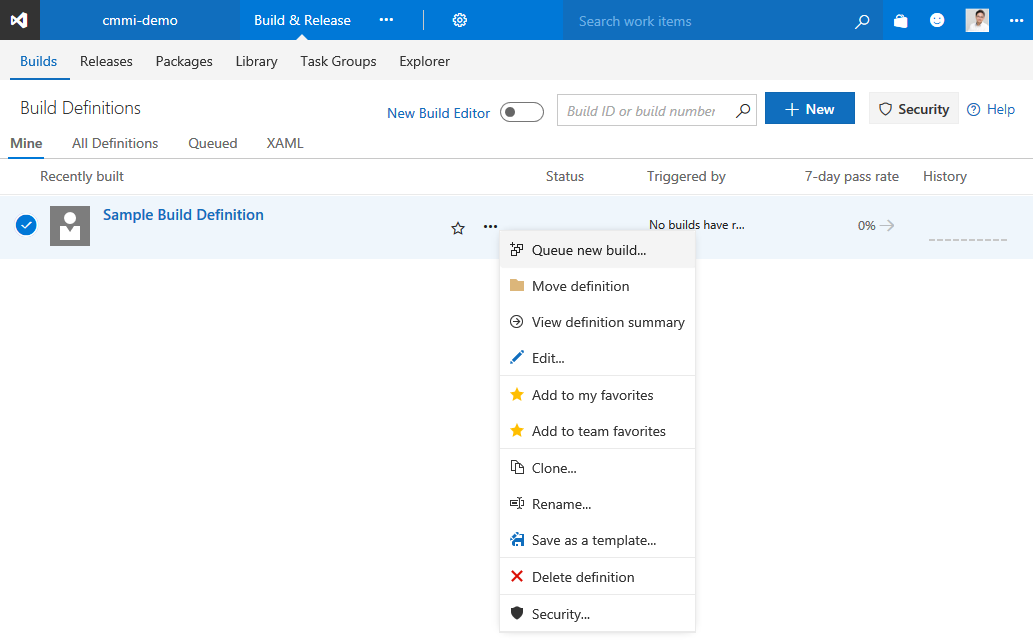 cmmi-demo Build & Release ••• Search work items •••
Builds Releases Packages Library Task Groups Explorer
Build Definitions New Build Editor Build ID or build number + New Security Help
Mine All Definitions Queued XAML
Recently built Status Triggered by 7-day pass rate History
Sample Build Definition ••• No builds have r... 0%
Queue new build...
Move definition
View definition summary
Edit...
Add to my favorites
Add to team favorites
Clone...
Rename...
Save as a template...
Delete definition
Security...